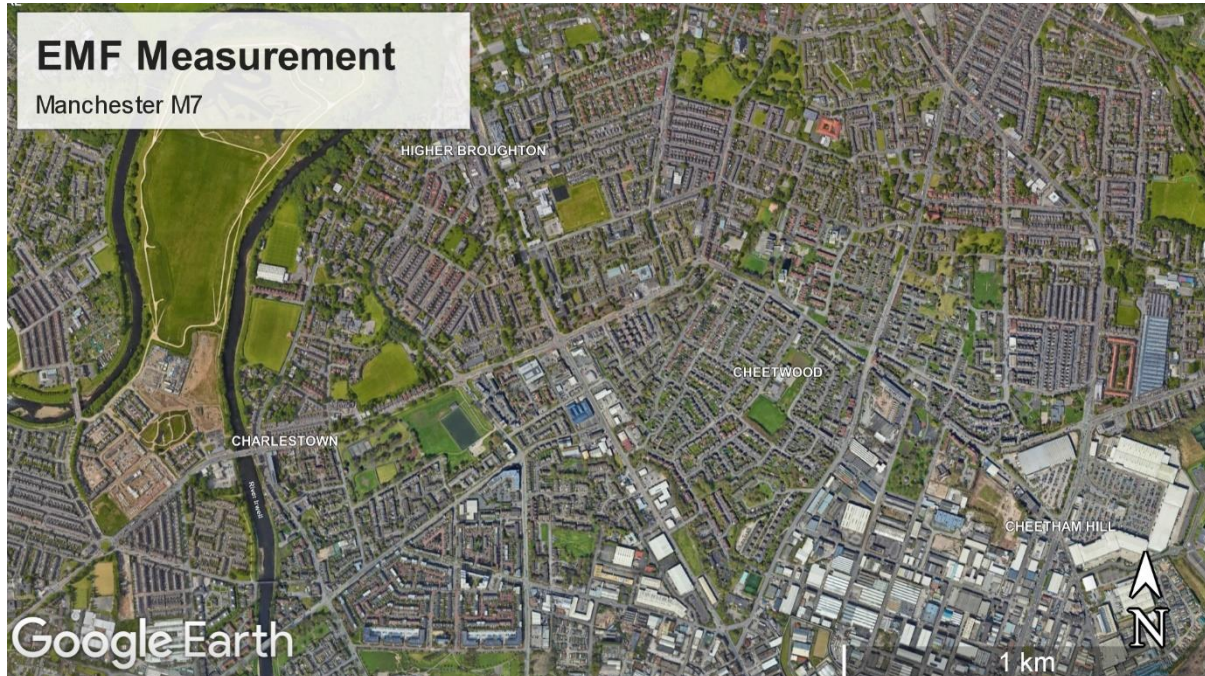 EMF Measurement
Manchester M7
HIGHER BROUGHTON
CHEETWOOD
CHARLESTOWN
River Irwell
CHEETHAM HILL
N
Google Earth
1 km